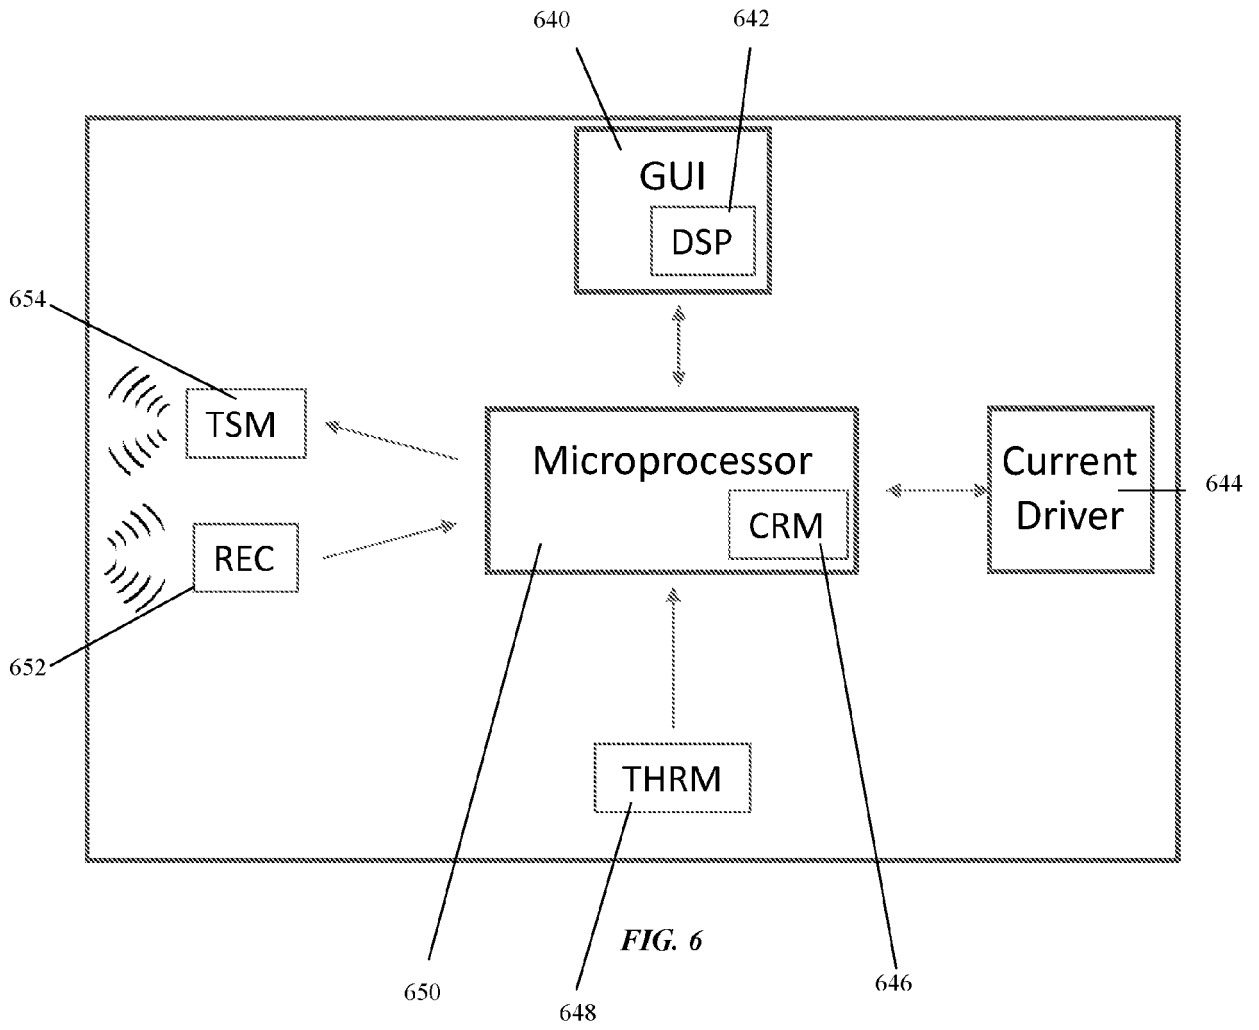 640
642
GUI
DSP
654
TSM
Microprocessor
CRM
Current
Driver
644
REC
652
THRM
FIG. 6
650
648
646